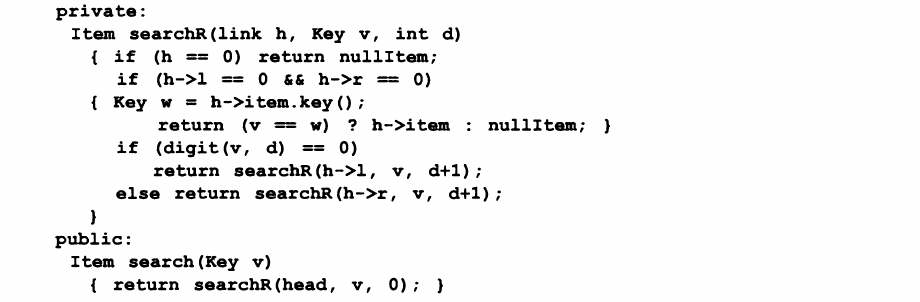 private:
Item searchR(link h, Key v, int d)
{ if (h == 0) return nullItem;
if (h->l == 0 && h->r == 0)
{ Key w = h->item.key();
return (v == w) ? h->item : nullItem; }
if (digit(v, d) == 0)
return searchR(h->l, v, d+1);
else return searchR(h->r, v, d+1);
}
public:
Item search(Key v)
{ return searchR(head, v, 0); }